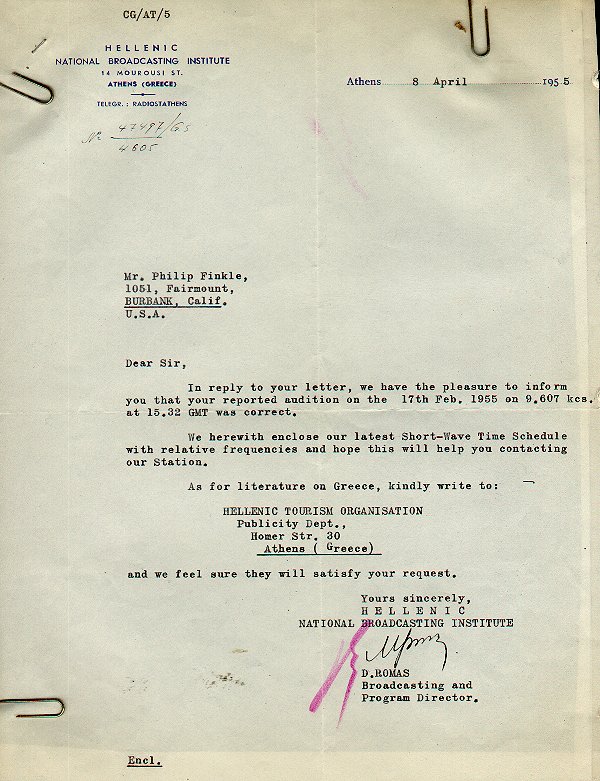 CG/AT/5
HELLENIC
NATIONAL BROADCASTING INSTITUTE
14 MOUROUSI ST.
ATHENS (GREECE)
TELEGR. : RADIOSTATHENS
Athens 8 April 1955
Nº 47497/GS
4605
Mr. Philip Finkle,
1051, Fairmount,
BURBANK, Calif.
U.S.A.
Dear Sir,
In reply to your letter, we have the pleasure to inform
you that your reported audition on the 17th Feb. 1955 on 9.607 kcs.
at 15.32 GMT was correct.
We herewith enclose our latest Short-Wave Time Schedule
with relative frequencies and hope this will help you contacting
our Station.
As for literature on Greece, kindly write to:
HELLENIC TOURISM ORGANISATION
Publicity Dept.,
Homer Str. 30
Athens ( Greece)
and we feel sure they will satisfy your request.
Yours sincerely,
H E L L E N I C
NATIONAL BROADCASTING INSTITUTE
D.ROMAS
Broadcasting and
Program Director.
Encl.